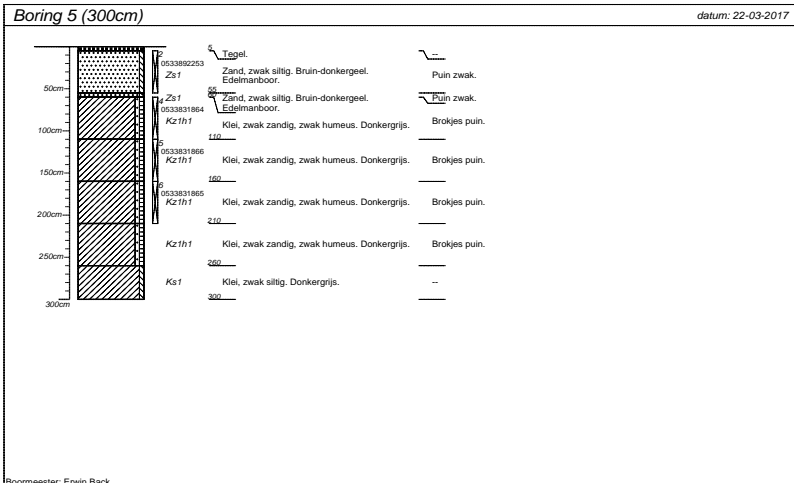 Boring 5 (300cm)
datum: 22-03-2017
5
Tegel.
--
2
0533892253
Zs1
Zand, zwak siltig. Bruin-donkergeel.
Edelmanboor.
Puin zwak.
50cm
55
Zs1
Zand, zwak siltig. Bruin-donkergeel.
Edelmanboor.
Puin zwak.
4
0533831864
Kz1h1
Klei, zwak zandig, zwak humeus. Donkergrijs.
Brokjes puin.
100cm
110
5
0533831866
Kz1h1
Klei, zwak zandig, zwak humeus. Donkergrijs.
Brokjes puin.
150cm
160
6
0533831865
Kz1h1
Klei, zwak zandig, zwak humeus. Donkergrijs.
Brokjes puin.
200cm
210
Kz1h1
Klei, zwak zandig, zwak humeus. Donkergrijs.
Brokjes puin.
250cm
260
Ks1
Klei, zwak siltig. Donkergrijs.
--
300
300cm
Boormeester: Erwin Back